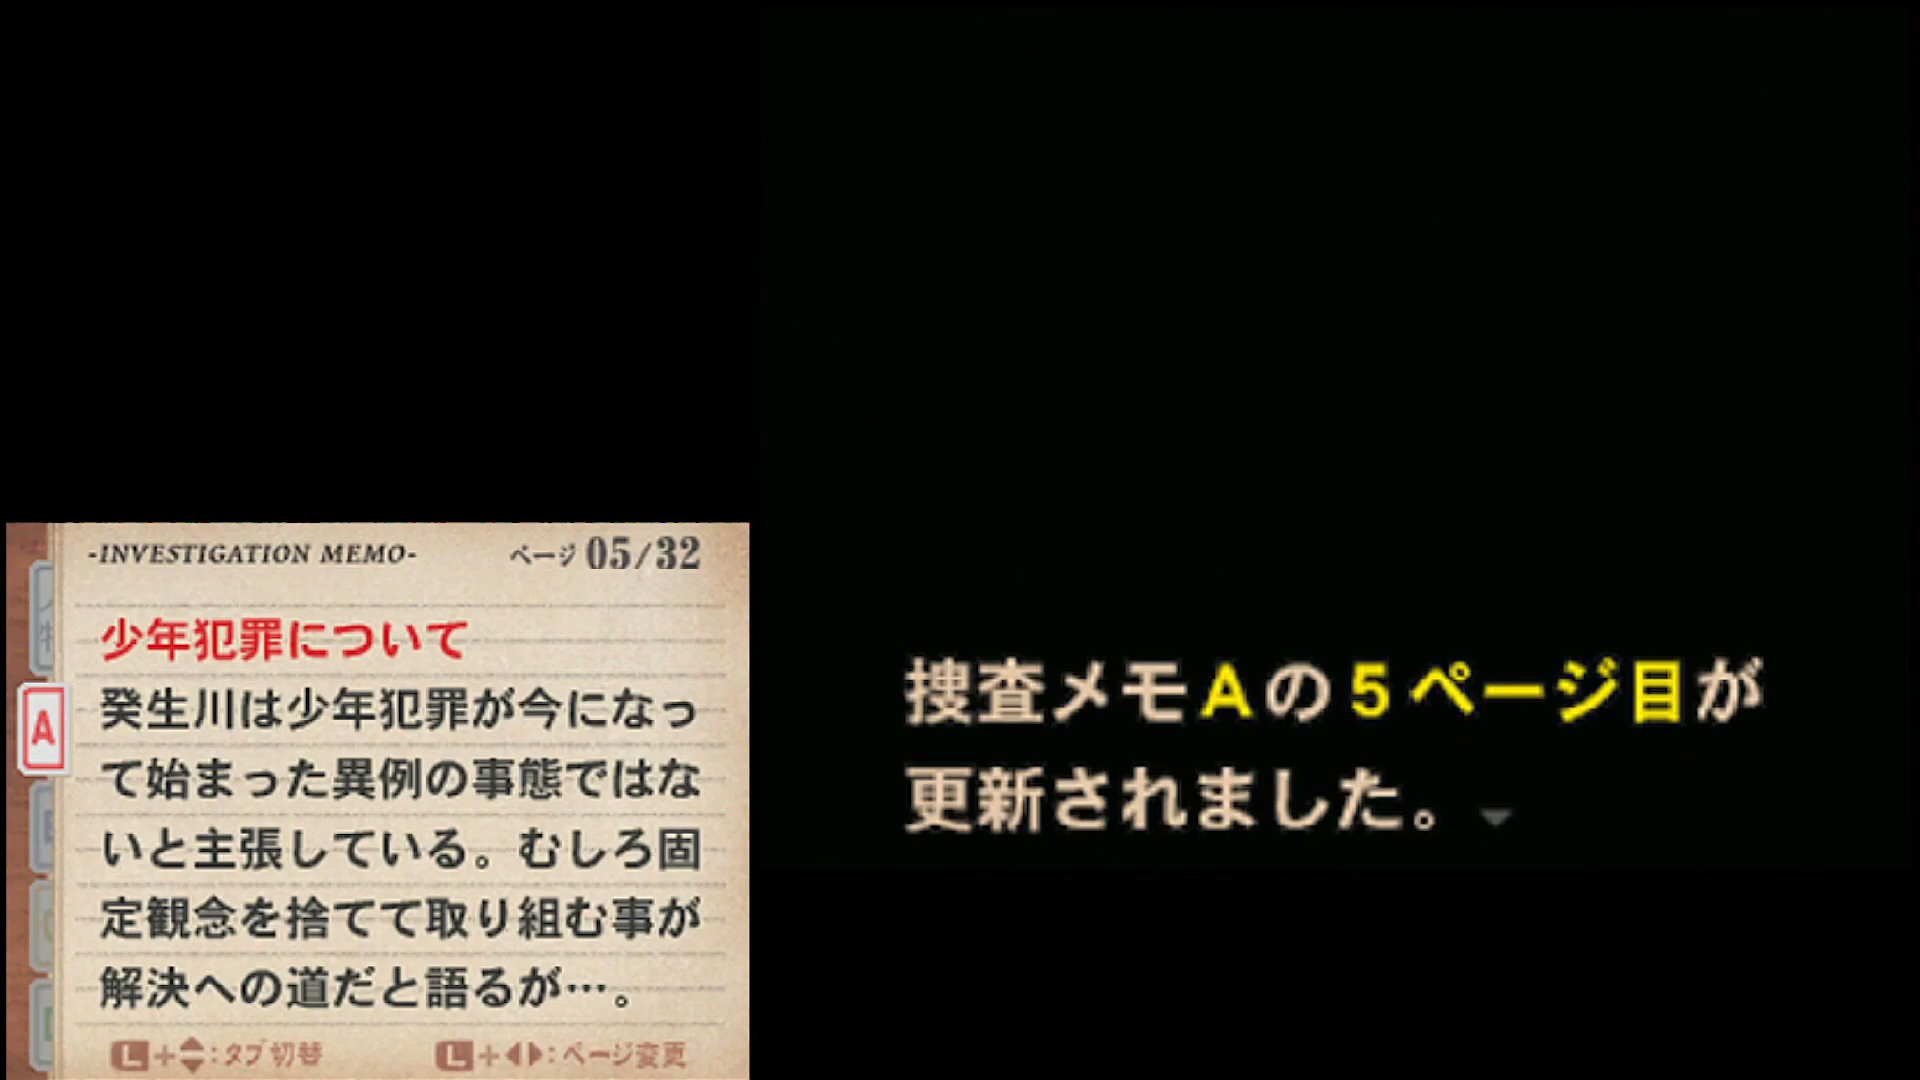 -INVESTIGATION MEMO-
ページ 05/32
少年犯罪について
癸生川は少年犯罪が今になっ
て始まった異例の事態ではな
いと主張している。むしろ固
定観念を捨てて取り組む事が
解決への道だと語るが…。
A
L+:タブ切替
L+:ページ変更
捜査メモAの5ページ目が
更新されました。